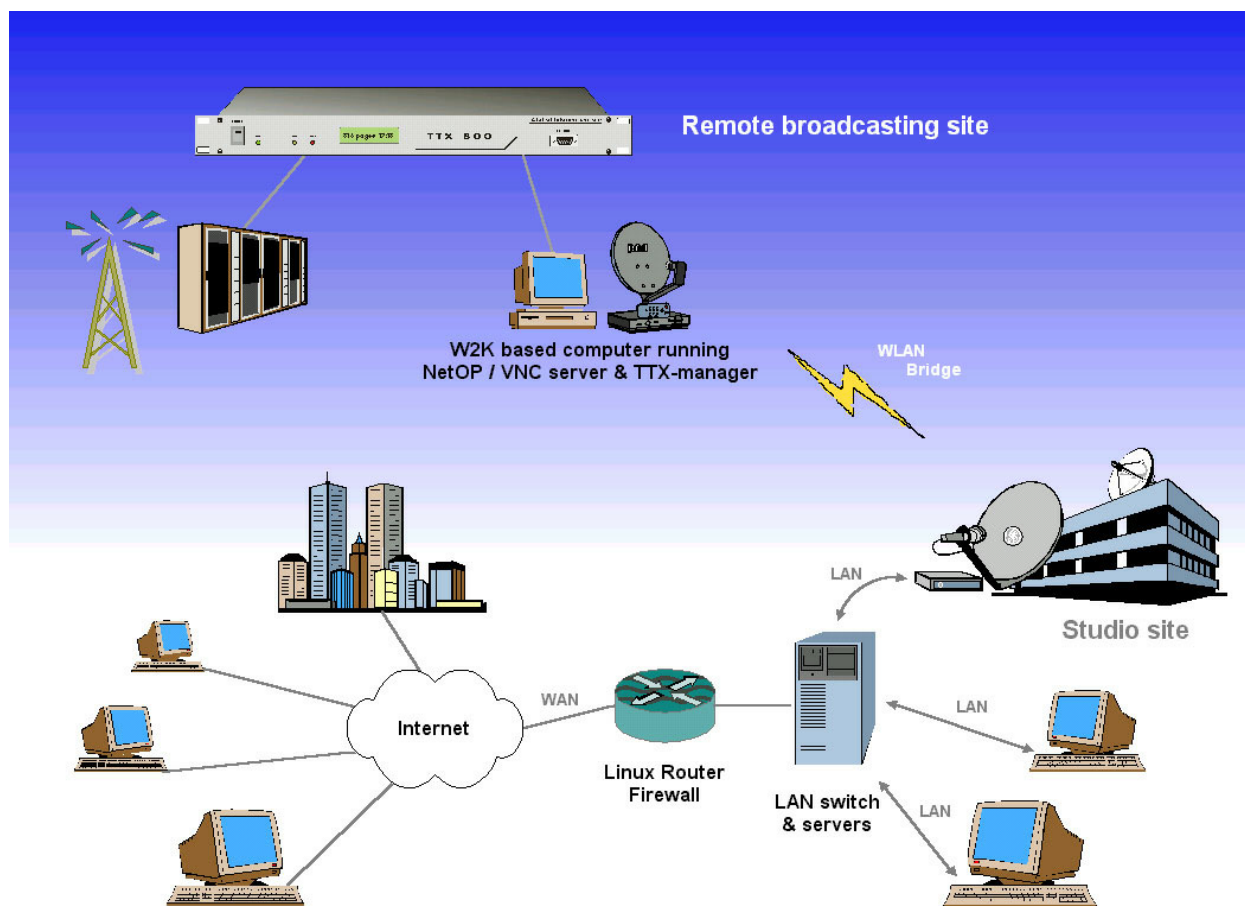 TTX 500
Remote broadcasting site
W2K based computer running
NetOP / VNC server & TTX-manager
WLAN
Bridge
LAN
Studio site
WAN
Internet
LAN
Linux Router
Firewall
LAN switch
& servers
LAN